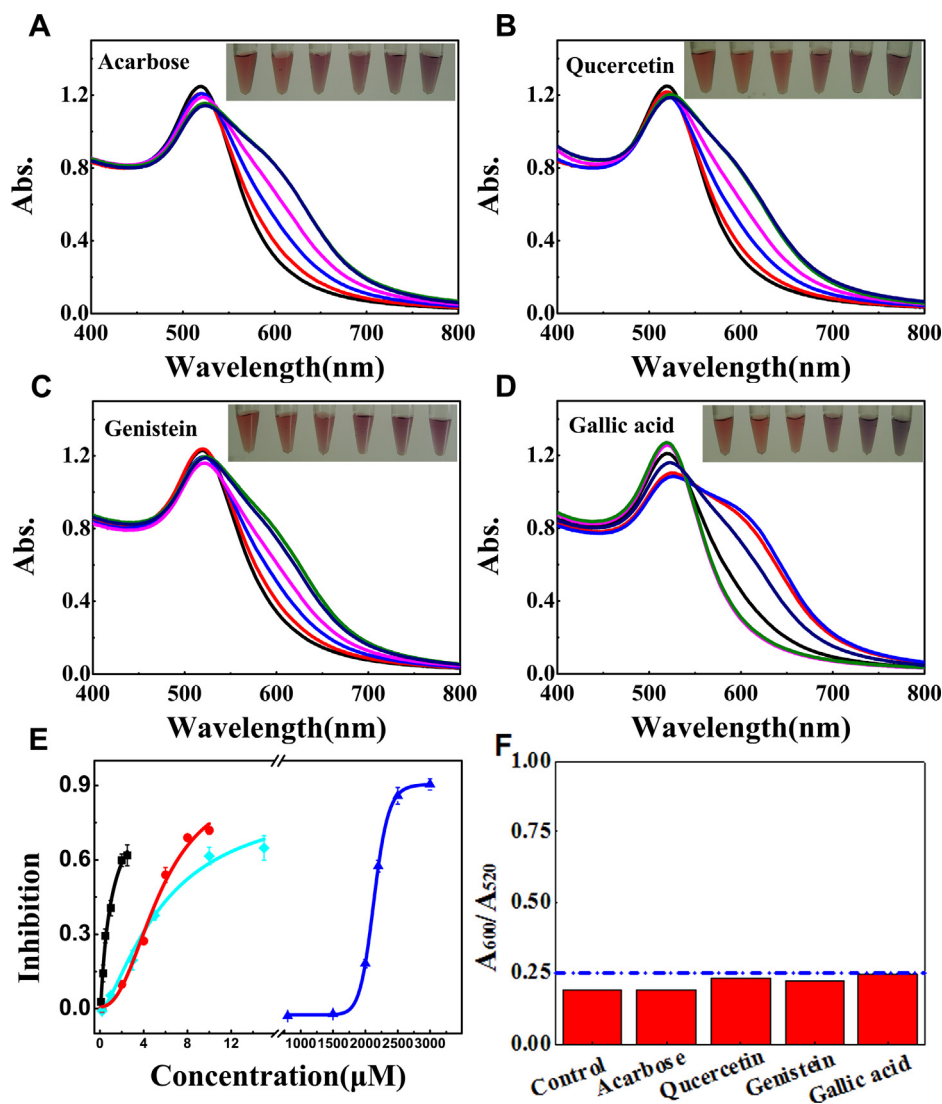 A
Acarbose
Abs.
1.2
0.8
0.4
0.0
400 500 600 700 800
Wavelength(nm)
B
Qucercetin
Abs.
1.2
0.8
0.4
0.0
400 500 600 700 800
Wavelength(nm)
C
Genistein
Abs.
1.2
0.8
0.4
0.0
400 500 600 700 800
Wavelength(nm)
D
Gallic acid
Abs.
1.2
0.8
0.4
0.0
400 500 600 700 800
Wavelength(nm)
E
Inhibition
0.9
0.6
0.3
0.0
0 4 8 12 1000 1500 2000 2500 3000
Concentration(μM)
F
A600/A520
1.00
0.75
0.50
0.25
0.00
Control Acarbose Qucercetin Genistein Gallic acid